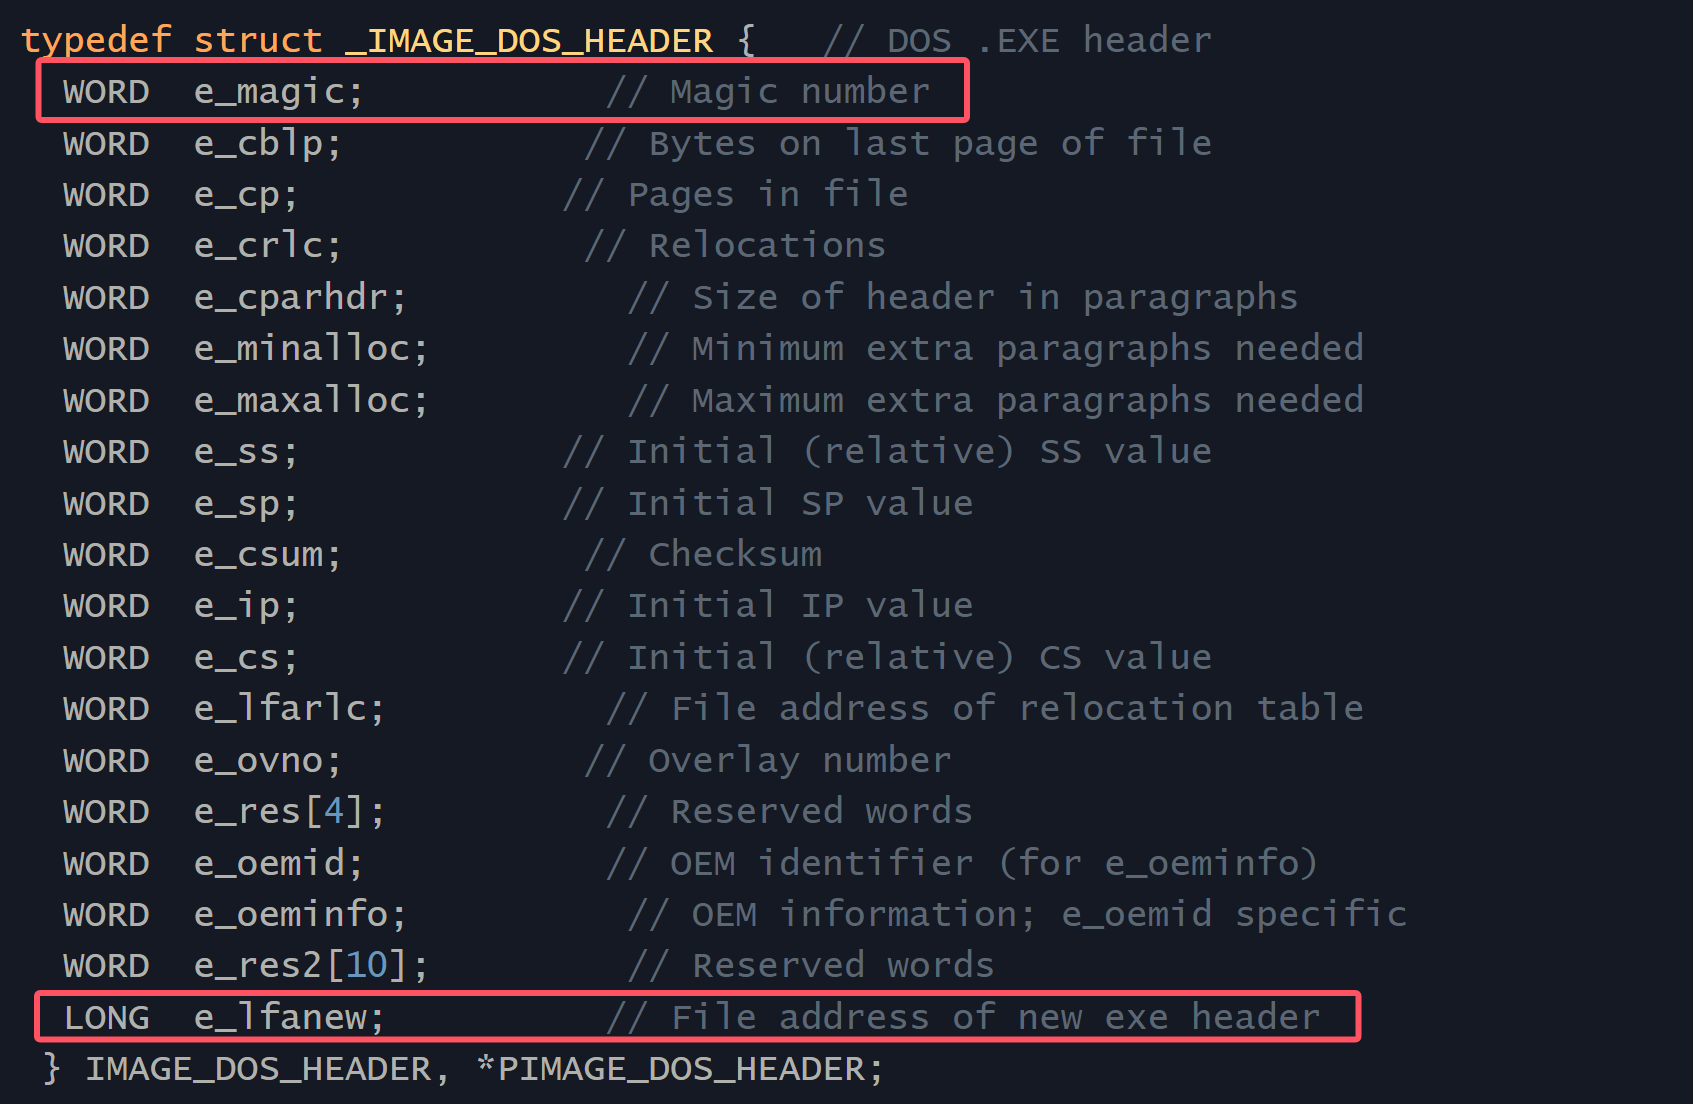 typedef struct _IMAGE_DOS_HEADER {   // DOS .EXE header
WORD  e_magic;           // Magic number
WORD  e_cblp;           // Bytes on last page of file
WORD  e_cp;            // Pages in file
WORD  e_crlc;           // Relocations
WORD  e_cparhdr;          // Size of header in paragraphs
WORD  e_minalloc;         // Minimum extra paragraphs needed
WORD  e_maxalloc;         // Maximum extra paragraphs needed
WORD  e_ss;            // Initial (relative) SS value
WORD  e_sp;            // Initial SP value
WORD  e_csum;           // Checksum
WORD  e_ip;            // Initial IP value
WORD  e_cs;            // Initial (relative) CS value
WORD  e_lfarlc;          // File address of relocation table
WORD  e_ovno;           // Overlay number
WORD  e_res[4];          // Reserved words
WORD  e_oemid;           // OEM identifier (for e_oeminfo)
WORD  e_oeminfo;          // OEM information; e_oemid specific
WORD  e_res2[10];         // Reserved words
LONG  e_lfanew;          // File address of new exe header
} IMAGE_DOS_HEADER, *PIMAGE_DOS_HEADER;